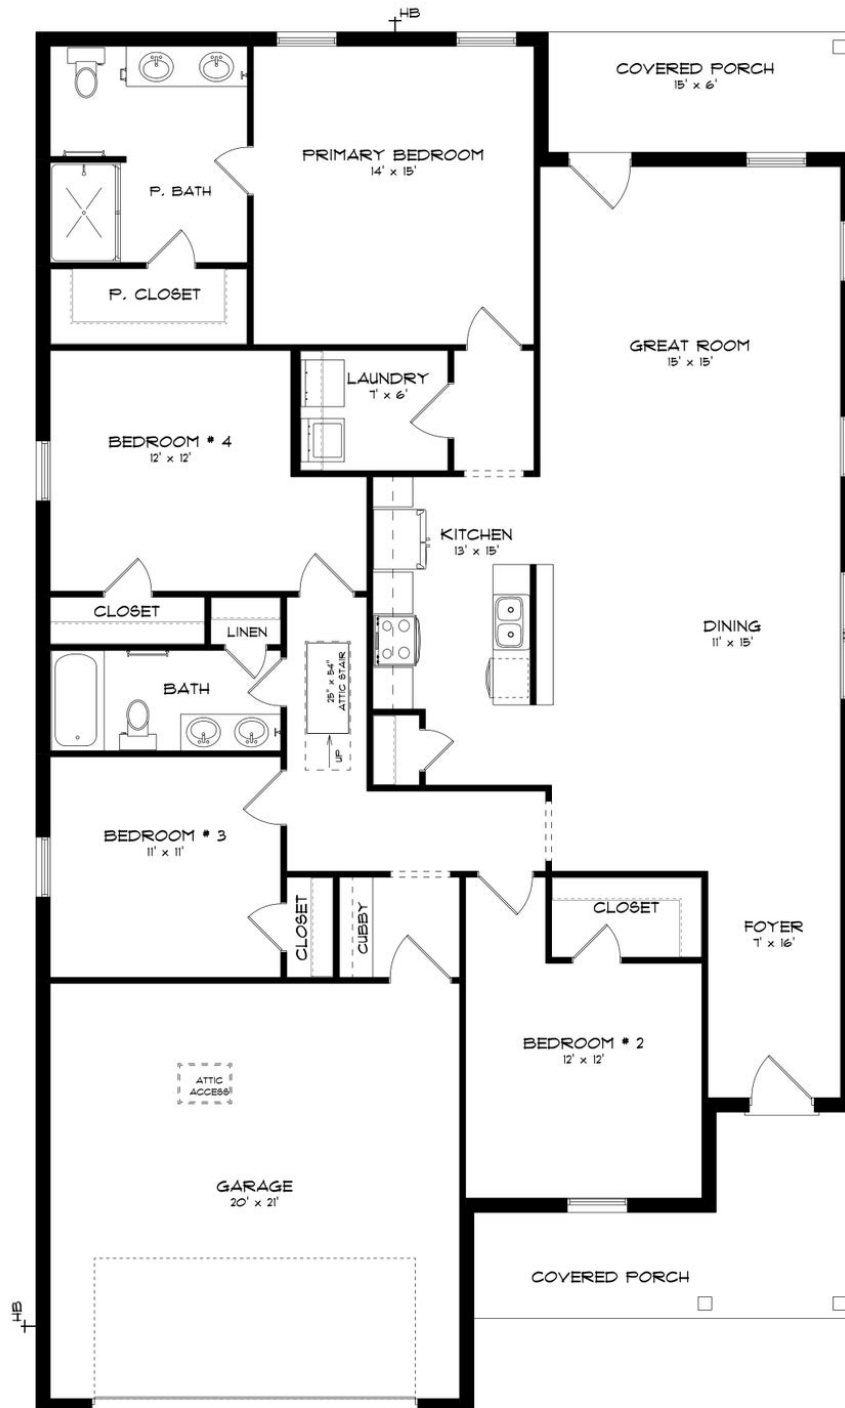 HB
COVERED PORCH
15' x 6'
PRIMARY BEDROOM
14' x 15'
P. BATH
P. CLOSET
GREAT ROOM
15' x 15'
LAUNDRY
7' x 6'
BEDROOM # 4
12' x 12'
KITCHEN
13' x 15'
CLOSET
LINEN
DINING
11' x 15'
25" x 54"
ATTIC STAIR
BATH
UP
BEDROOM # 3
11' x 11'
CLOSET
CUBBY
CLOSET
FOYER
7' x 16'
BEDROOM # 2
12' x 12'
ATTIC
ACCESS
GARAGE
20' x 21'
COVERED PORCH
HB